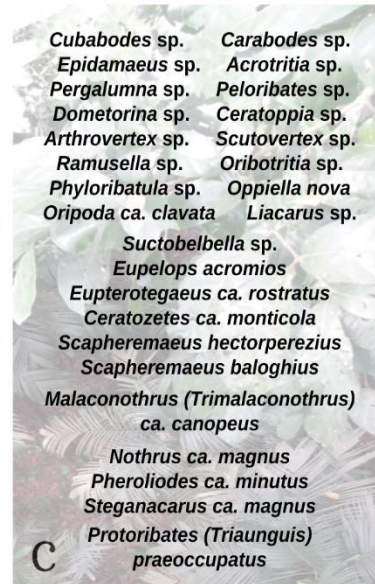 Cubabodes sp. Carabodes sp.
Epidamaeus sp. Acrotritia sp.
Pergalumna sp. Peloribates sp.
Dometorina sp. Ceratoppia sp.
Arthrovertex sp. Scutovertex sp.
Ramusella sp. Oribotritia sp.
Phyloribatula sp. Oppiella nova
Oripoda ca. clavata Liacarus sp.
Suctobelbella sp.
Eupelops acromios
Eupterotegaeus ca. rostratus
Ceratozetes ca. monticola
Scapheremaeus hectorperezius
Scapheremaeus baloghius
Malaconothrus (Trimalaconothrus)
ca. canopeus
Nothrus ca. magnus
Pheroliodes ca. minutus
Steganacarus ca. magnus
Protoribates (Triaunguis)
praeoccupatus
C